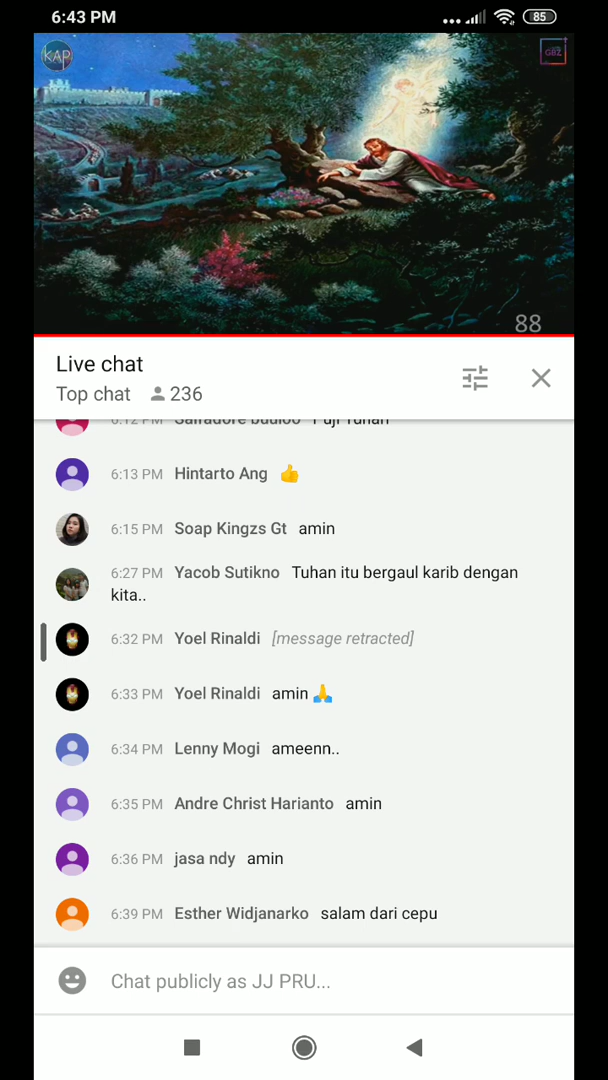 6:43 PM
85
KAP
GBZ
88
Live chat
Top chat 236
6:12 PM
6:13 PM Hintarto Ang 👍
6:15 PM Soap Kingzs Gt amin
6:27 PM Yacob Sutikno Tuhan itu bergaul karib dengan
kita..
6:32 PM Yoel Rinaldi [message retracted]
6:33 PM Yoel Rinaldi amin 🙏
6:34 PM Lenny Mogi ameenn..
6:35 PM Andre Christ Harianto amin
6:36 PM jasa ndy amin
6:39 PM Esther Widjanarko salam dari cepu
Chat publicly as JJ PRU...